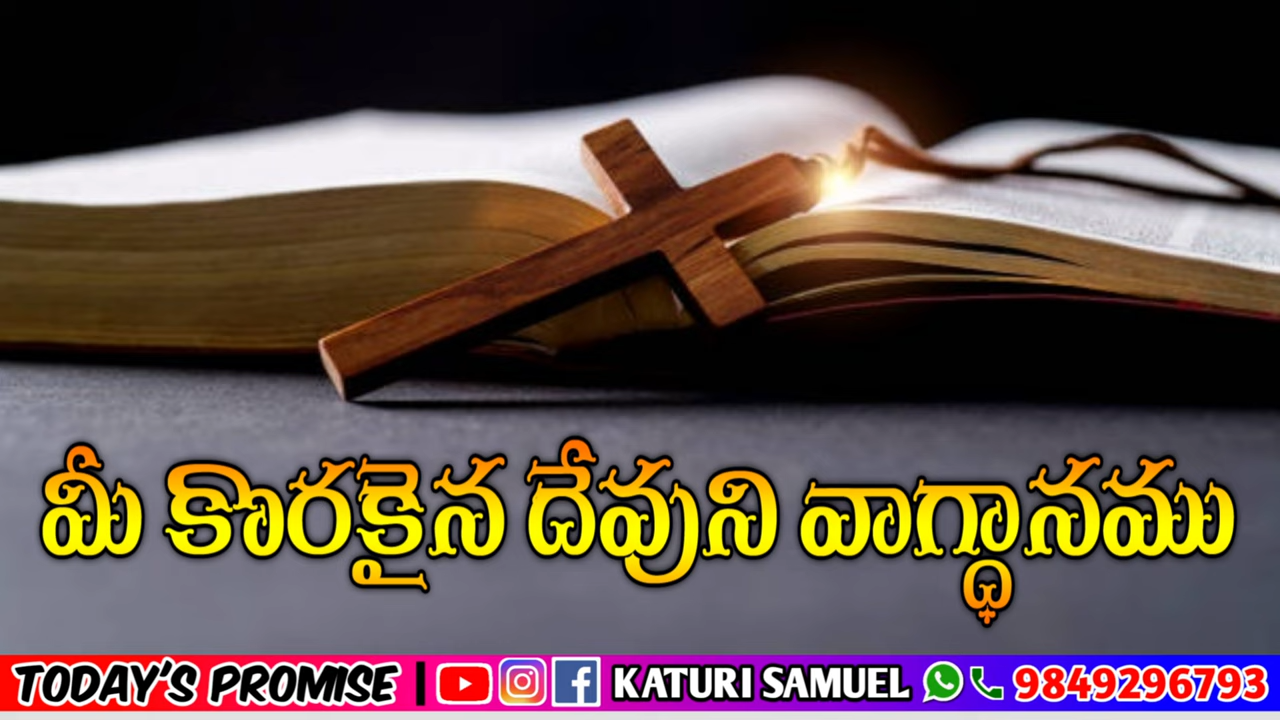 మీ కొరకైన దేవుని వాగ్ధానము
TODAY'S PROMISE | KATURI SAMUEL 9849296793